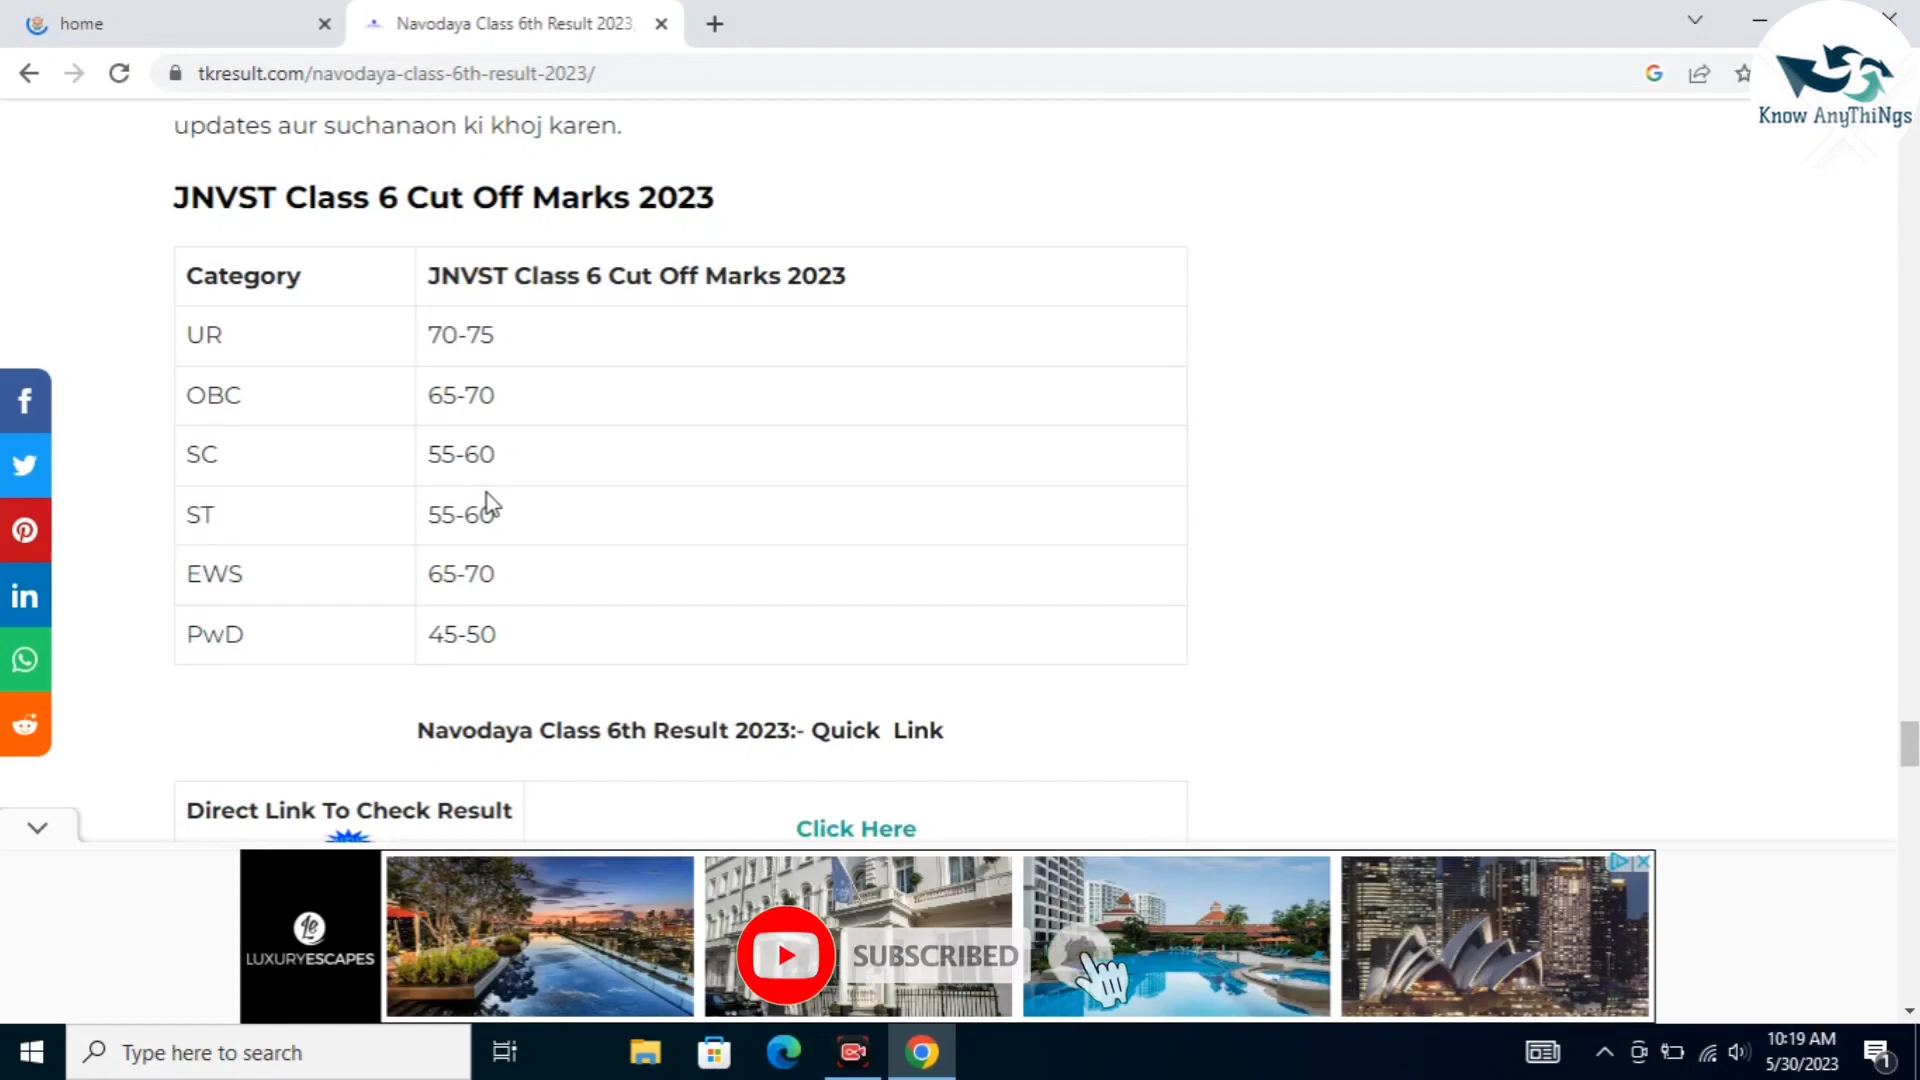 home
Navodaya Class 6th Result 2023,
tkresult.com/navodaya-class-6th-result-2023/
Know AnyThiNgs
updates aur suchanaon ki khoj karen.
JNVST Class 6 Cut Off Marks 2023
Category JNVST Class 6 Cut Off Marks 2023
UR 70-75
OBC 65-70
SC 55-60
ST 55-60
EWS 65-70
PwD 45-50
Navodaya Class 6th Result 2023:- Quick Link
Direct Link To Check Result
Click Here
le
LUXURYESCAPES
SUBSCRIBED
Type here to search
10:19 AM
5/30/2023
1